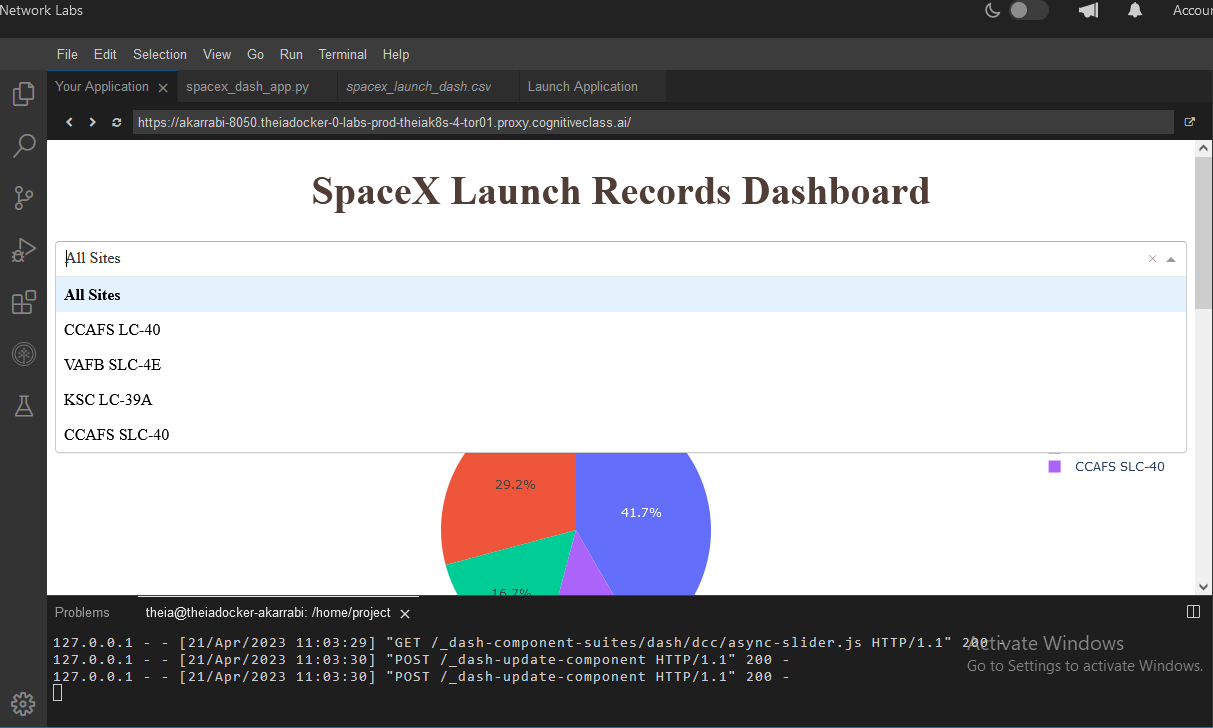 Network Labs
Accoun
File Edit Selection View Go Run Terminal Help
Your Application spacex_dash_app.py spacex_launch_dash.csv Launch Application
https://akarrabi-8050.theiadocker-0-labs-prod-theiak8s-4-tor01.proxy.cognitiveclass.ai/
SpaceX Launch Records Dashboard
All Sites
All Sites
CCAFS LC-40
VAFB SLC-4E
KSC LC-39A
CCAFS SLC-40
CCAFS SLC-40
29.2%
41.7%
16.7%
Problems theia@theiadocker-akarrabi: /home/project
127.0.0.1 - - [21/Apr/2023 11:03:29] "GET /_dash-component-suites/dash/dcc/async-slider.js HTTP/1.1" 200 -
127.0.0.1 - - [21/Apr/2023 11:03:30] "POST /_dash-update-component HTTP/1.1" 200 -
127.0.0.1 - - [21/Apr/2023 11:03:30] "POST /_dash-update-component HTTP/1.1" 200 -
Activate Windows
Go to Settings to activate Windows.